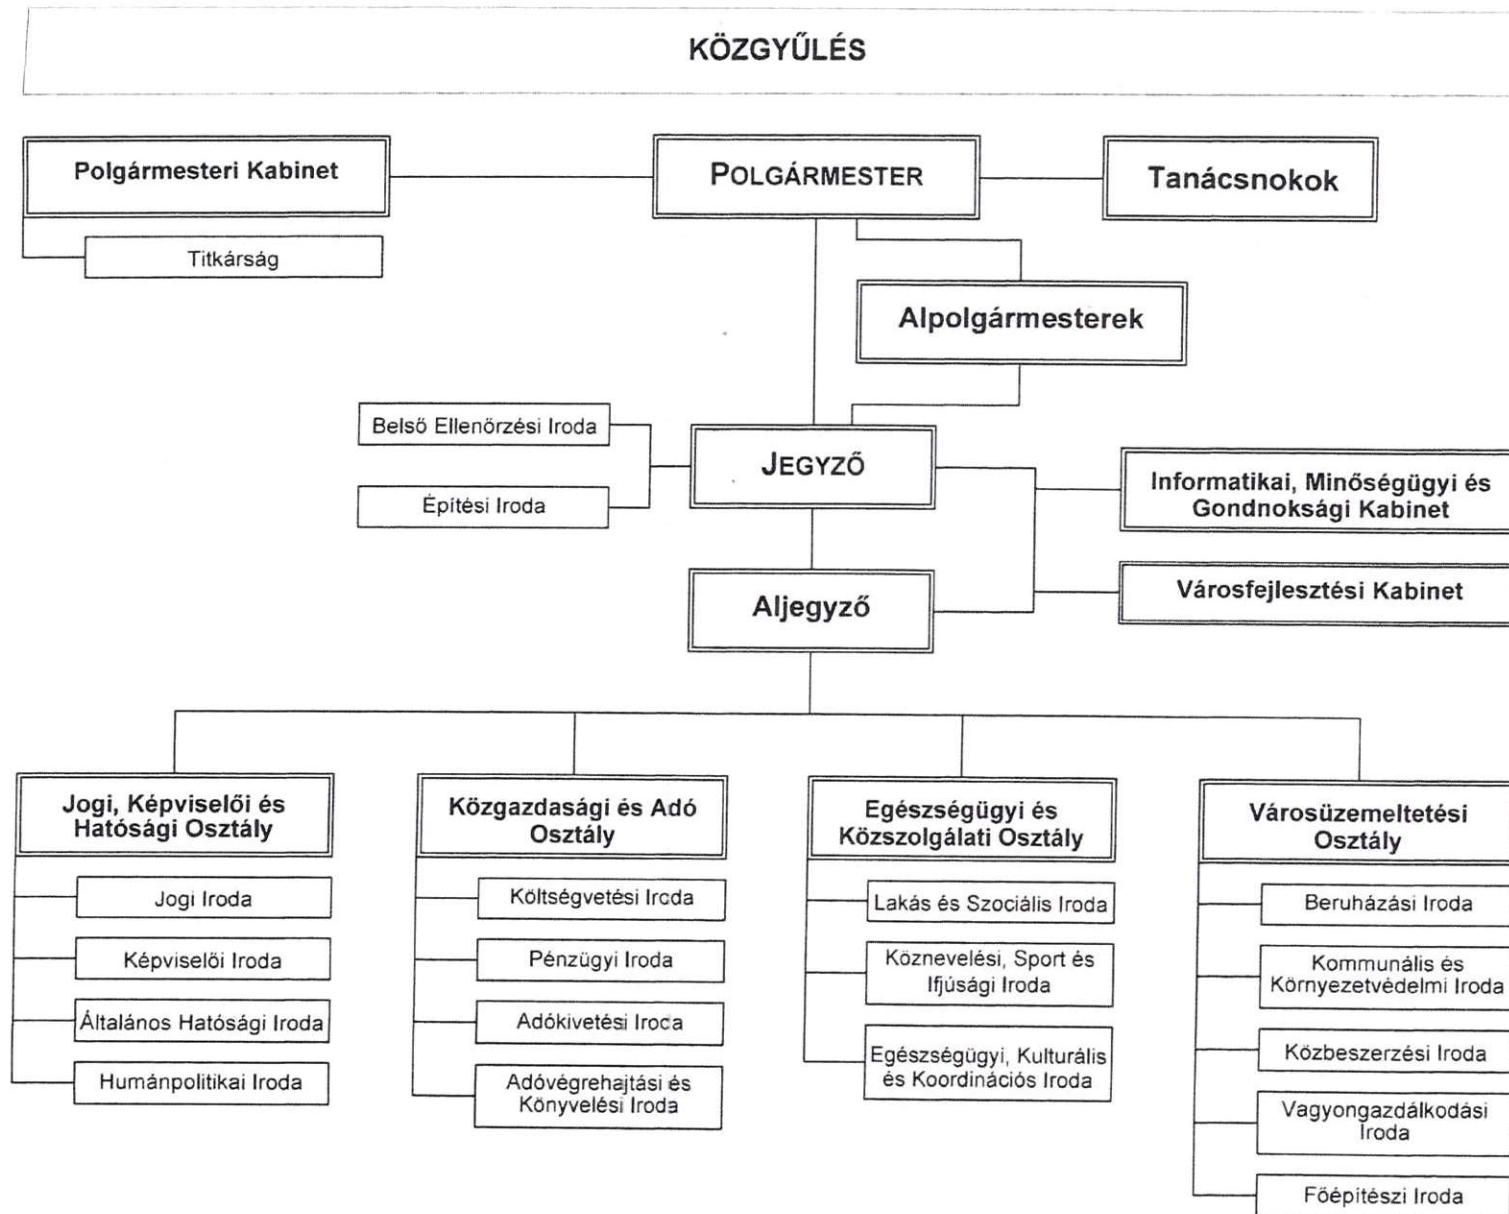 KÖZGYŰLÉS
Polgármesteri Kabinet
POLGÁRMESTER
Tanácsnokok
Titkárság
Alpolgármesterek
Belső Ellenőrzési Iroda
JEGYZŐ
Informatikai, Minőségügyi és
Gondnoksági Kabinet
Építési Iroda
Városfejlesztési Kabinet
Aljegyző
Jogi, Képviselői és
Hatósági Osztály
Jogi Iroda
Képviselői Iroda
Általános Hatósági Iroda
Humánpolitikai Iroda
Közgazdasági és Adó
Osztály
Költségvetési Iroda
Pénzügyi Iroda
Adókivetési Iroda
Adóvégrehajtási és
Könyvelési Iroda
Egészségügyi és
Közszolgálati Osztály
Lakás és Szociális Iroda
Köznevelési, Sport és
Ifjúsági Iroda
Egészségügyi, Kulturális
és Koordinációs Iroda
Városüzemeltetési
Osztály
Beruházási Iroda
Kommunális és
Környezetvédelmi Iroda
Közbeszerzési Iroda
Vagyongazdálkodási
Iroda
Főépítészi Iroda